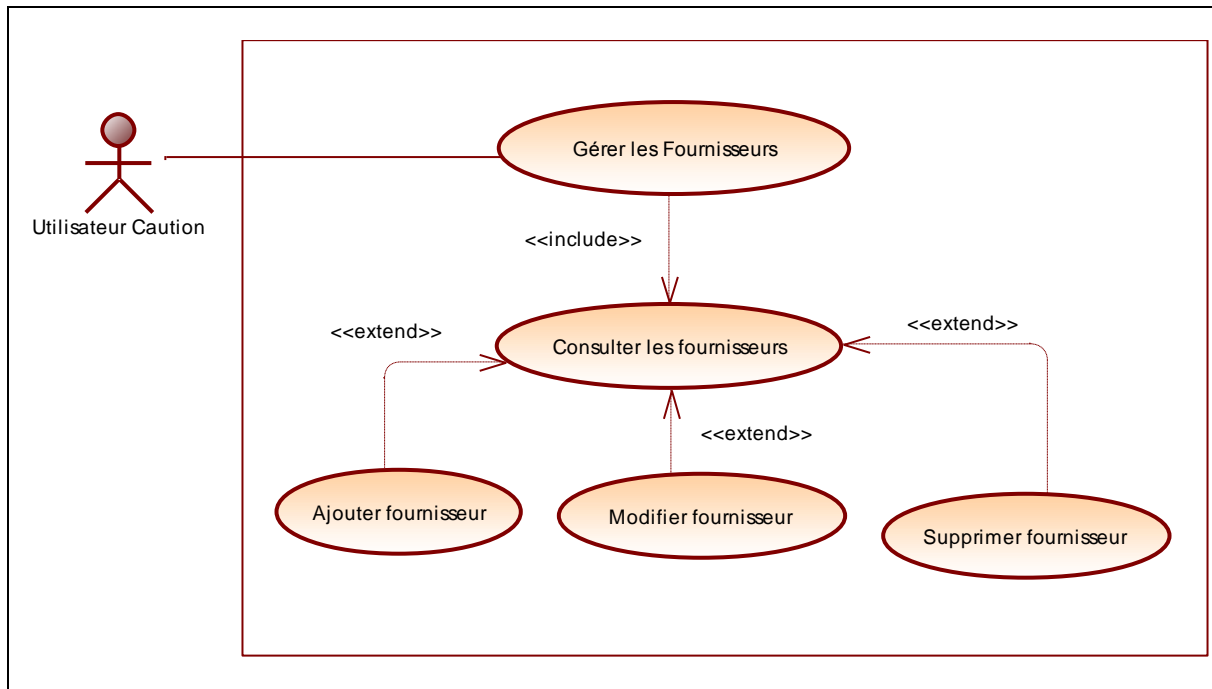 Gérer les Fournisseurs
Utilisateur Caution
<<include>>
<<extend>>
<<extend>>
Consulter les fournisseurs
<<extend>>
Ajouter fournisseur
Modifier fournisseur
Supprimer fournisseur